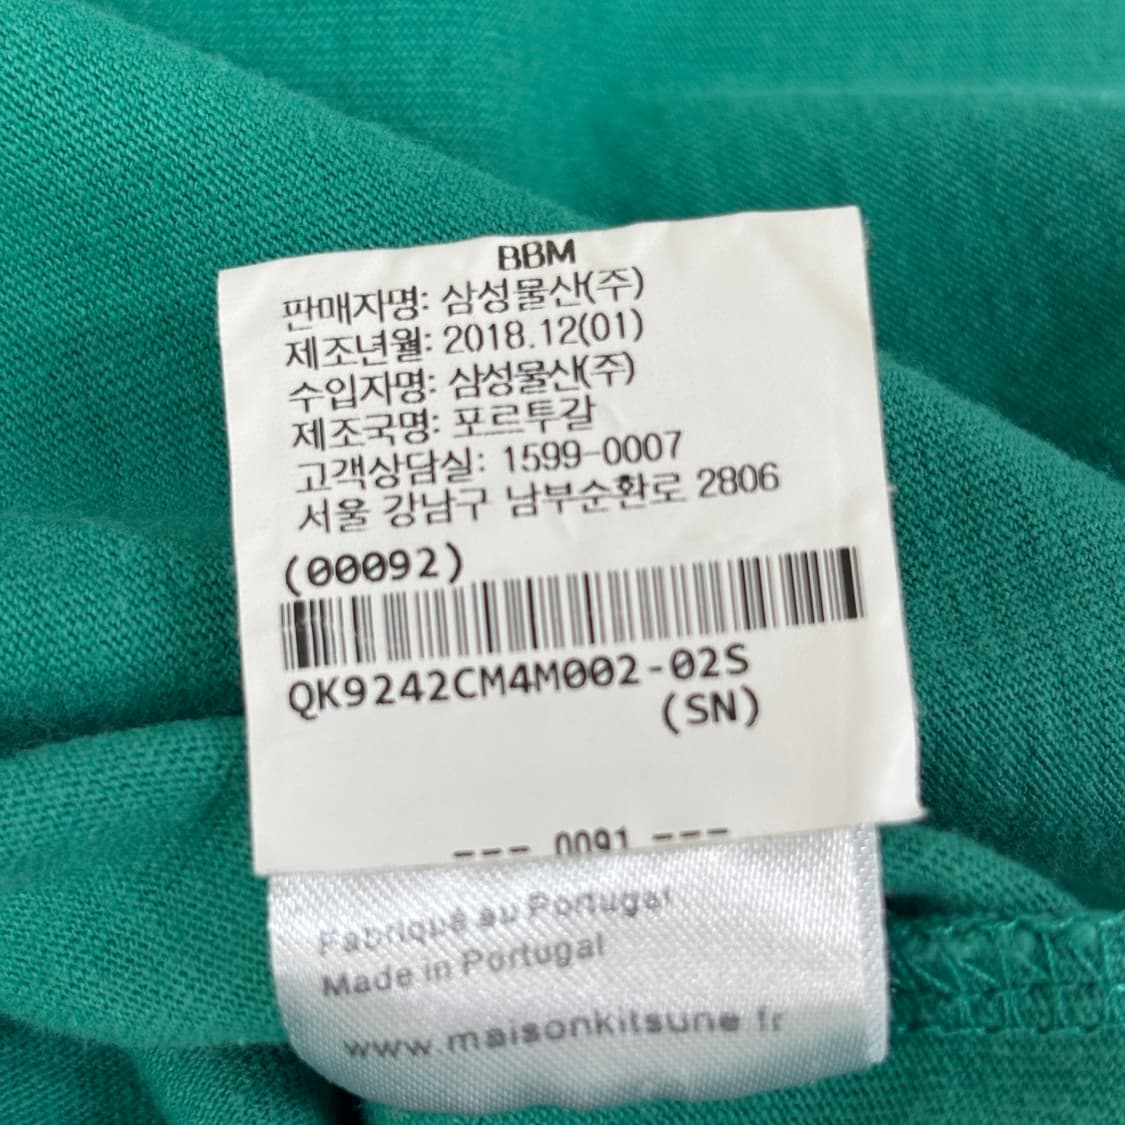 BBM
판매자명: 삼성물산(주)
제조년월: 2018.12(01)
수입자명: 삼성물산(주)
제조국명: 포르투갈
고객상담실: 1599-0007
서울 강남구 남부순환로 2806
(00092)
QK9242CM4M002-02S
(SN)
--- 0091 ---
Fabriqué au Portugal
Made in Portugal
www.maisonkitsune.fr